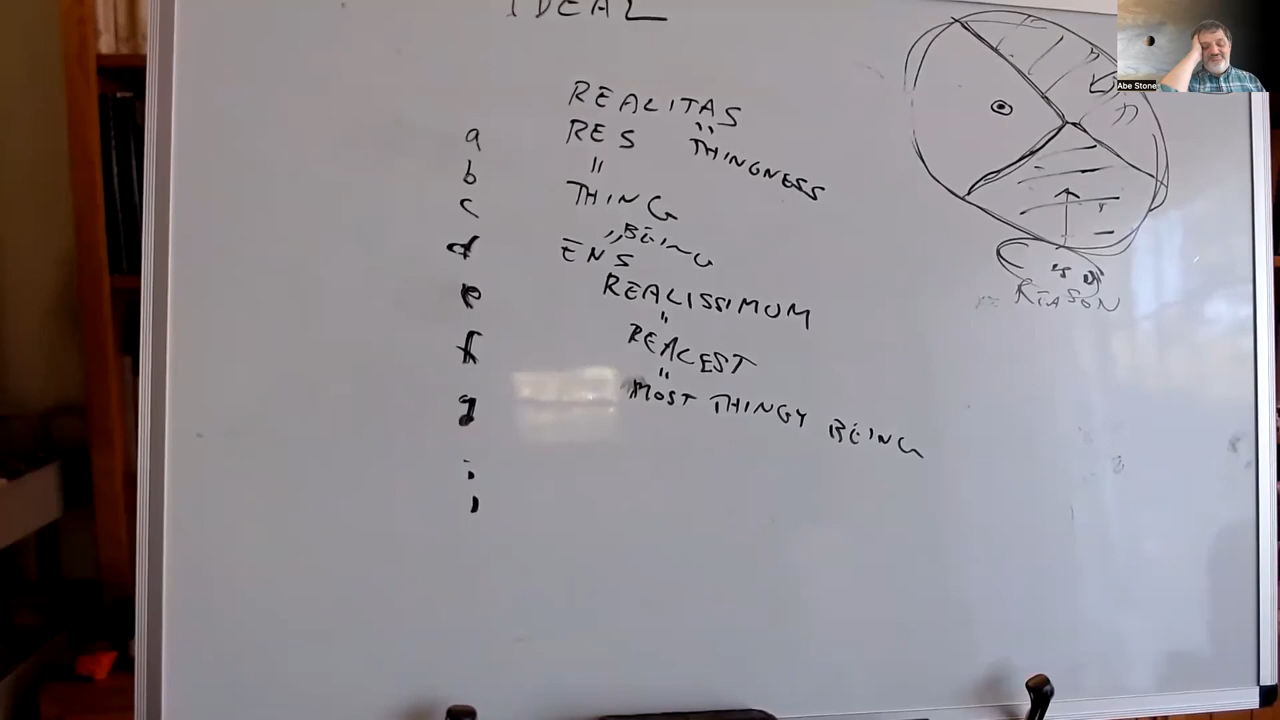 IDEAL
REALITAS
"
a RES THINGNESS
"
b
c THING
" BEING
d ENS
e REALISSIMUM
"
f REALEST
"
g MOST THINGY BEING
REASON
Abe Stone